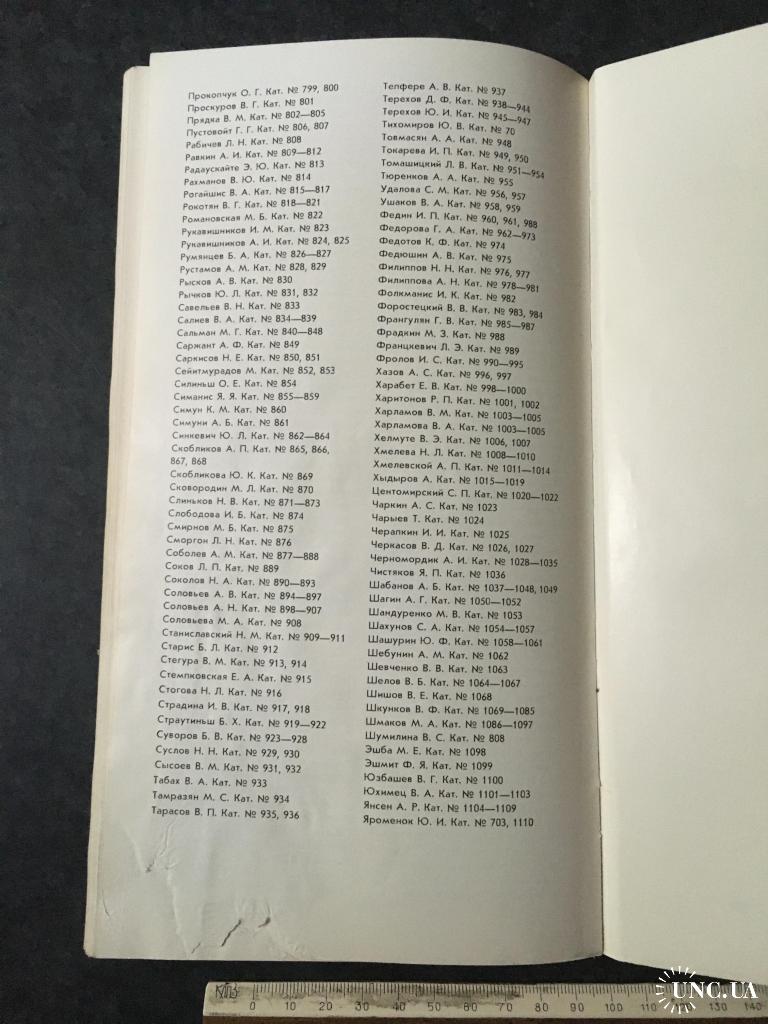 Прокопчук О. Г. Кат. № 799, 800
Проскуров В. Г. Кат. № 801
Прядка В. М. Кат. № 802—805
Пустовойт Г. Г. Кат. № 806, 807
Рабичев Л. Н. Кат. № 808
Равкин А. И. Кат. № 809—812
Радаускайте Э. Ю. Кат. № 813
Рахманов В. Ю. Кат. № 814
Рогайшис В. А. Кат. № 815—817
Рокотян В. Г. Кат. № 818—821
Романовская М. Б. Кат. № 822
Рукавишников И. М. Кат. № 823
Рукавишников А. И. Кат. № 824, 825
Румянцев Б. А. Кат. № 826—827
Рустамов А. М. Кат. № 828, 829
Рысков А. В. Кат. № 830
Рычков Ю. Л. Кат. № 831, 832
Савельев В. Н. Кат. № 833
Салиев В. А. Кат. № 834—839
Сальман М. Г. Кат. № 840—848
Саржант А. Ф. Кат. № 849
Саркисов Н. Е. Кат. № 850, 851
Сейитмурадов М. Кат. № 852, 853
Силиньш О. Е. Кат. № 854
Симанис Я. Я. Кат. № 855—859
Симун К. М. Кат. № 860
Симуни А. Б. Кат. № 861
Синкевич Ю. Л. Кат. № 862—864
Скобликов А. П. Кат. № 865, 866,
867, 868
Скобликова Ю. К. Кат. № 869
Сковородин М. Л. Кат. № 870
Слиньков Н. В. Кат. № 871—873
Слободова И. Б. Кат. № 874
Смирнов М. Б. Кат. № 875
Сморгон Л. Н. Кат. № 876
Соболев А. М. Кат. № 877—888
Соков Л. П. Кат. № 889
Соколов Н. А. Кат. № 890—893
Соловьев А. В. Кат. № 894—897
Соловьев А. Н. Кат. № 898—907
Соловьева М. А. Кат. № 908
Станиславский Н. М. Кат. № 909—911
Старис Б. Л. Кат. № 912
Стегура В. М. Кат. № 913, 914
Стемпковская Е. А. Кат. № 915
Стогова Н. Л. Кат. № 916
Страдина И. В. Кат. № 917, 918
Страутиньш Б. Х. Кат. № 919—922
Суворов Б. В. Кат. № 923—928
Суслов Н. Н. Кат. № 929, 930
Сысоев В. М. Кат. № 931, 932
Табах В. А. Кат. № 933
Тамразян М. С. Кат. № 934
Тарасов В. П. Кат. № 935, 936
Телфере А. В. Кат. № 937
Терехов Д. Ф. Кат. № 938—944
Терехов Ю. И. Кат. № 945—947
Тихомиров Ю. В. Кат. № 70
Товмасян А. А. Кат. № 948
Токарева И. П. Кат. № 949, 950
Томашицкий Л. В. Кат. № 951—954
Тюренков А. А. Кат. № 955
Удалова С. М. Кат. № 956, 957
Ушаков В. А. Кат. № 958, 959
Федин И. П. Кат. № 960, 961, 988
Федорова Г. А. Кат. № 962—973
Федотов К. Ф. Кат. № 974
Федюшин А. В. Кат. № 975
Филиппов Н. Н. Кат. № 976, 977
Филиппова А. Н. Кат. № 978—981
Фолкманис И. К. Кат. № 982
Форостецкий В. В. Кат. № 983, 984
Франгулян Г. В. Кат. № 985—987
Фрадкин М. З. Кат. № 988
Францкевич Л. Э. Кат. № 989
Фролов И. С. Кат. № 990—995
Хазов А. С. Кат. № 996, 997
Харабет Е. В. Кат. № 998—1000
Харитонов Р. П. Кат. № 1001, 1002
Харламов В. М. Кат. № 1003—1005
Харламова В. А. Кат. № 1003—1005
Хелмуте В. Э. Кат. № 1006, 1007
Хмелева Н. Л. Кат. № 1008—1010
Хмелевской А. П. Кат. № 1011—1014
Хыдыров А. Кат. № 1015—1019
Центомирский С. П. Кат. № 1020—1022
Чаркин А. С. Кат. № 1023
Чарыев Т. Кат. № 1024
Черапкин И. И. Кат. № 1025
Черкасов В. Д. Кат. № 1026, 1027
Черномордик А. И. Кат. № 1028—1035
Чистяков Я. П. Кат. № 1036
Шабанов А. Б. Кат. № 1037—1048, 1049
Шагин А. Г. Кат. № 1050—1052
Шандуренко М. В. Кат. № 1053
Шахунов С. А. Кат. № 1054—1057
Шашурин Ю. Ф. Кат. № 1058—1061
Шебунин А. М. Кат. № 1062
Шевченко В. В. Кат. № 1063
Шелов В. Б. Кат. № 1064—1067
Шишов В. Е. Кат. № 1068
Шкунков В. Ф. Кат. № 1069—1085
Шмаков М. А. Кат. № 1086—1097
Шумилина В. С. Кат. № 808
Эшба М. Е. Кат. № 1098
Эшмит Ф. Я. Кат. № 1099
Юзбашев В. Г. Кат. № 1100
Юхимец В. А. Кат. № 1101—1103
Янсен А. Р. Кат. № 1104—1109
Яроменок Ю. И. Кат. № 703, 1110
0 10 20 30 40 50 60 70 80 90 100 110 120 130 140
UNC.UA